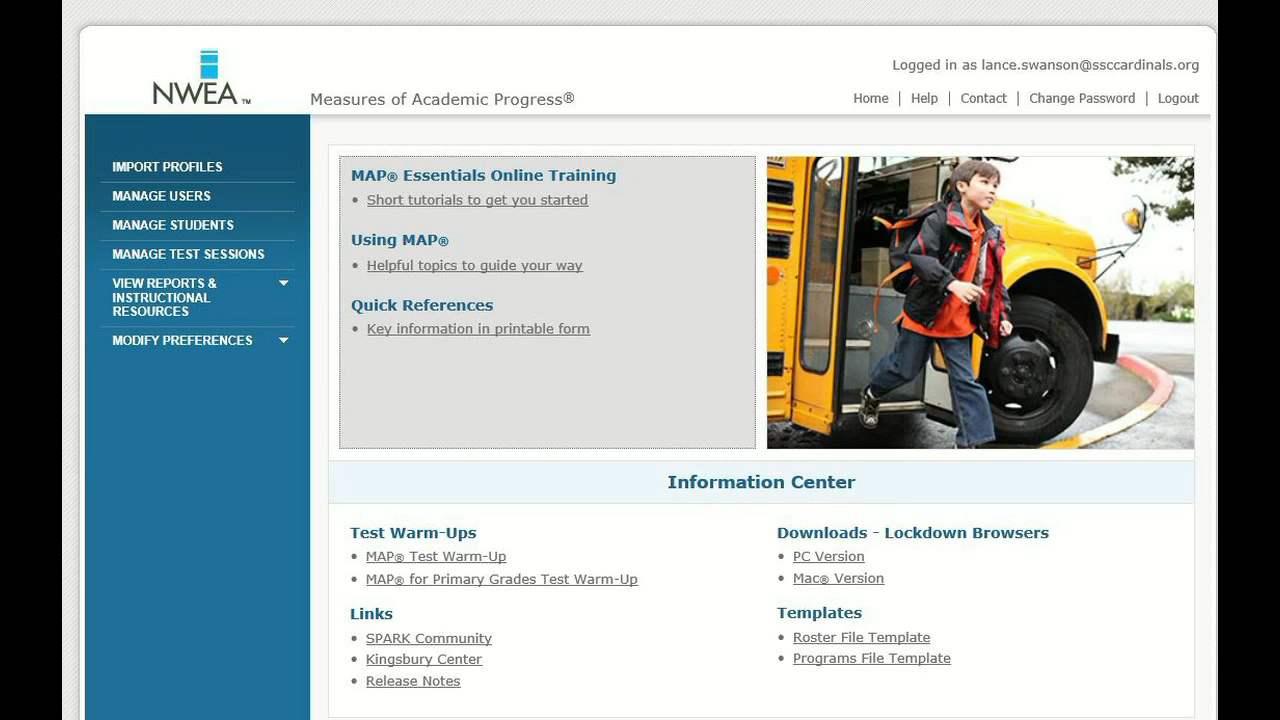 Logged in as lance.swanson@ssccardinals.org
NWEA™
Measures of Academic Progress®
Home | Help | Contact | Change Password | Logout
IMPORT PROFILES
MANAGE USERS
MANAGE STUDENTS
MANAGE TEST SESSIONS
VIEW REPORTS &
INSTRUCTIONAL
RESOURCES
MODIFY PREFERENCES
MAP® Essentials Online Training
• Short tutorials to get you started
Using MAP®
• Helpful topics to guide your way
Quick References
• Key information in printable form
Information Center
Test Warm-Ups
• MAP® Test Warm-Up
• MAP® for Primary Grades Test Warm-Up
Links
• SPARK Community
• Kingsbury Center
• Release Notes
Downloads - Lockdown Browsers
• PC Version
• Mac® Version
Templates
• Roster File Template
• Programs File Template